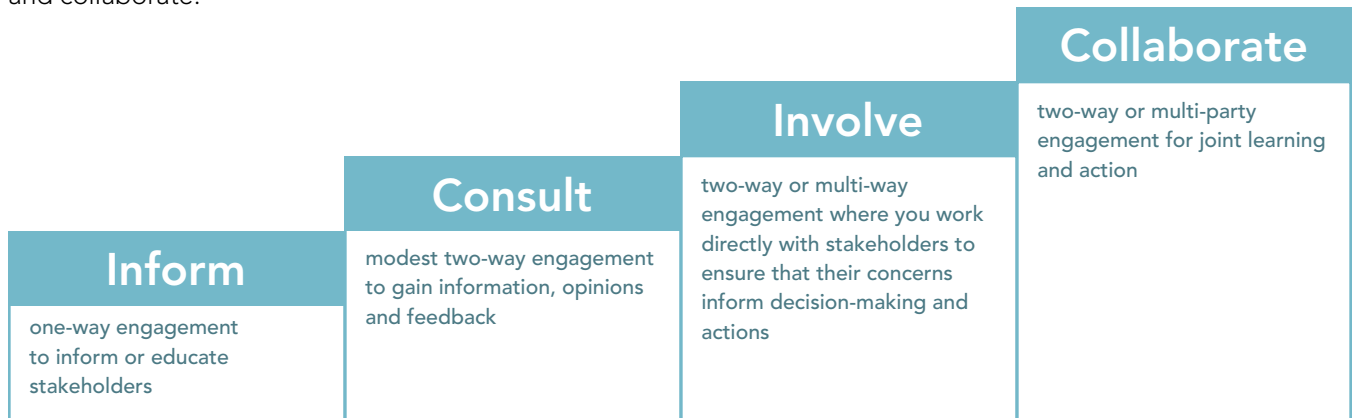 and collaborate.
Inform
one-way engagement
to inform or educate
stakeholders
Consult
modest two-way engagement
to gain information, opinions
and feedback
Involve
two-way or multi-way
engagement where you work
directly with stakeholders to
ensure that their concerns
inform decision-making and
actions
Collaborate
two-way or multi-party
engagement for joint learning
and action